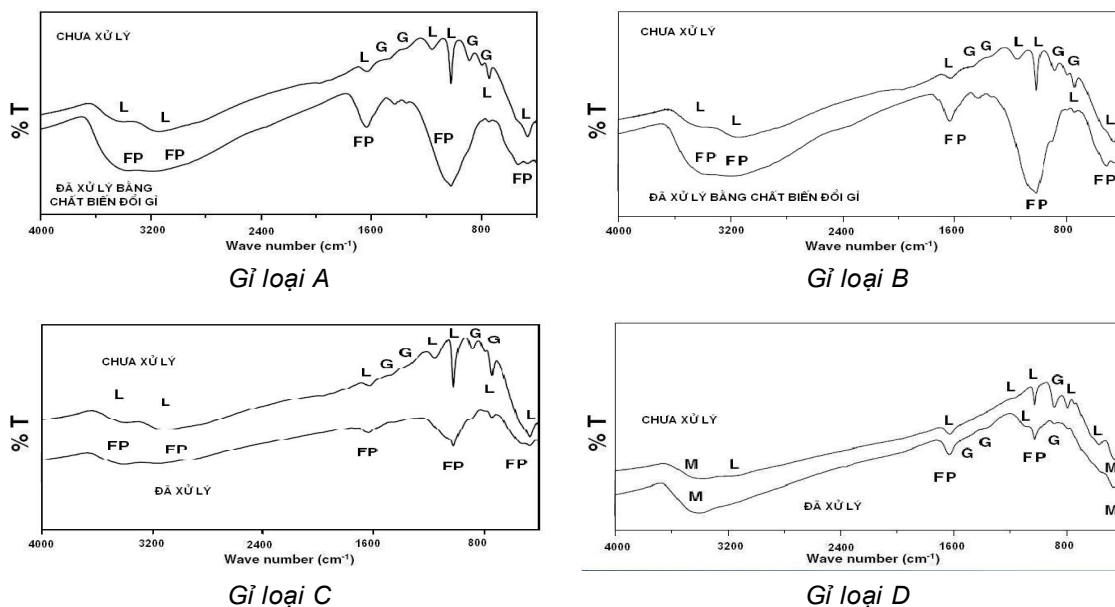 CHƯA XỬ LÝ
L
G
G
L
L
G
G
L
L
L
L
% T
FP
FP
FP
FP
FP
ĐÃ XỬ LÝ BẰNG
CHẤT BIẾN ĐỔI GỈ
4000 3200 2400 1600 800
Wave number (cm-1)
Gỉ loại A
CHƯA XỬ LÝ
L
G
G
L
L
G
G
L
L
L
L
% T
FP
FP
FP
FP
FP
ĐÃ XỬ LÝ BẰNG CHẤT BIẾN ĐỔI GỈ
4000 3200 2400 1600 800
Wave number (cm-1)
Gỉ loại B
CHƯA XỬ LÝ
L
G
G
L
L
G
G
L
L
L
L
% T
FP
FP
FP
FP
FP
ĐÃ XỬ LÝ
4000 3200 2400 1600 800
Wave number (cm-1)
Gỉ loại C
CHƯA XỬ LÝ
L
L
L
G
L
L
M
L
% T
M
FP
G
G
L
FP
G
M
M
ĐÃ XỬ LÝ
4000 3200 2400 1600 800
Wave number (cm-1)
Gỉ loại D